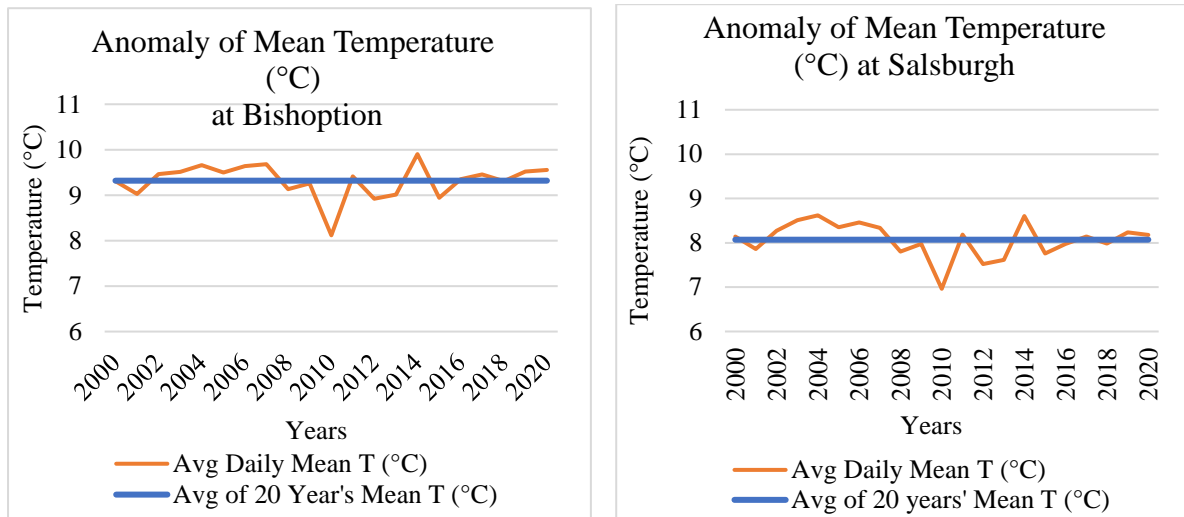 Anomaly of Mean Temperature
(°C)
at Bishoption
11
10
9
8
7
6
Temperature (°C)
2000
2002
2004
2006
2008
2010
2012
2014
2016
2018
2020
Years
Avg Daily Mean T (°C)
Avg of 20 Year's Mean T (°C)
Anomaly of Mean Temperature
(°C) at Salsburgh
11
10
9
8
7
6
Temperature (°C)
2000
2002
2004
2006
2008
2010
2012
2014
2016
2018
2020
Years
Avg Daily Mean T (°C)
Avg of 20 years' Mean T (°C)